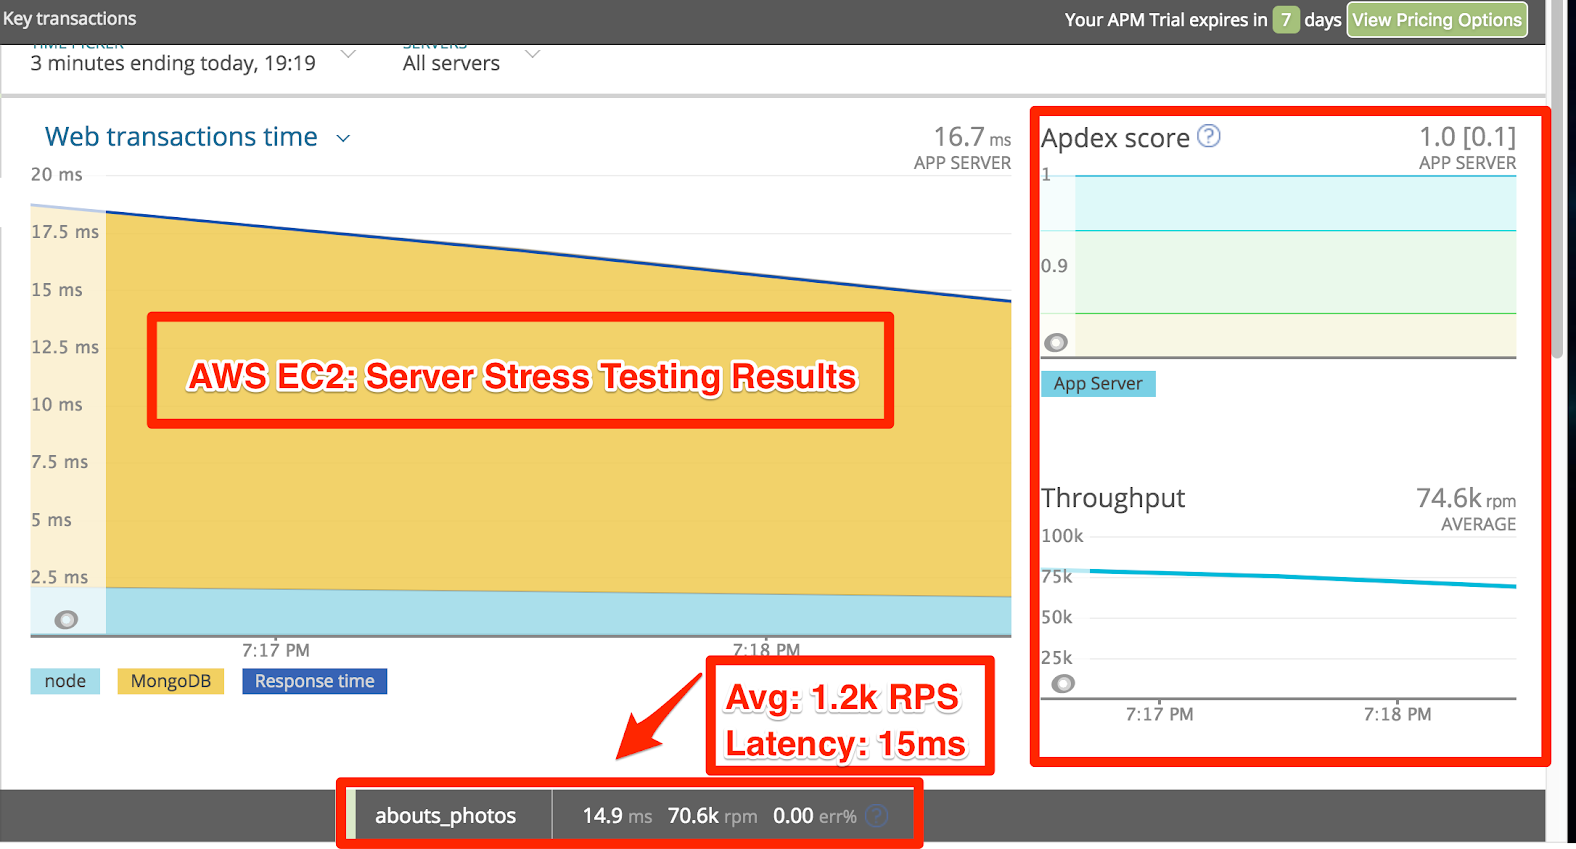 Key transactions
Your APM Trial expires in 7 days View Pricing Options
TIME PICKER
SERVERS
3 minutes ending today, 19:19
All servers
Web transactions time
16.7 ms
APP SERVER
20 ms
17.5 ms
15 ms
12.5 ms
10 ms
7.5 ms
5 ms
2.5 ms
AWS EC2: Server Stress Testing Results
7:17 PM
7:18 PM
node
MongoDB
Response time
Apdex score ?
1.0 [0.1]
APP SERVER
1
0.9
App Server
Throughput
74.6k rpm
AVERAGE
100k
75k
50k
25k
7:17 PM
7:18 PM
Avg: 1.2k RPS
Latency: 15ms
abouts_photos 14.9 ms 70.6k rpm 0.00 err% ?